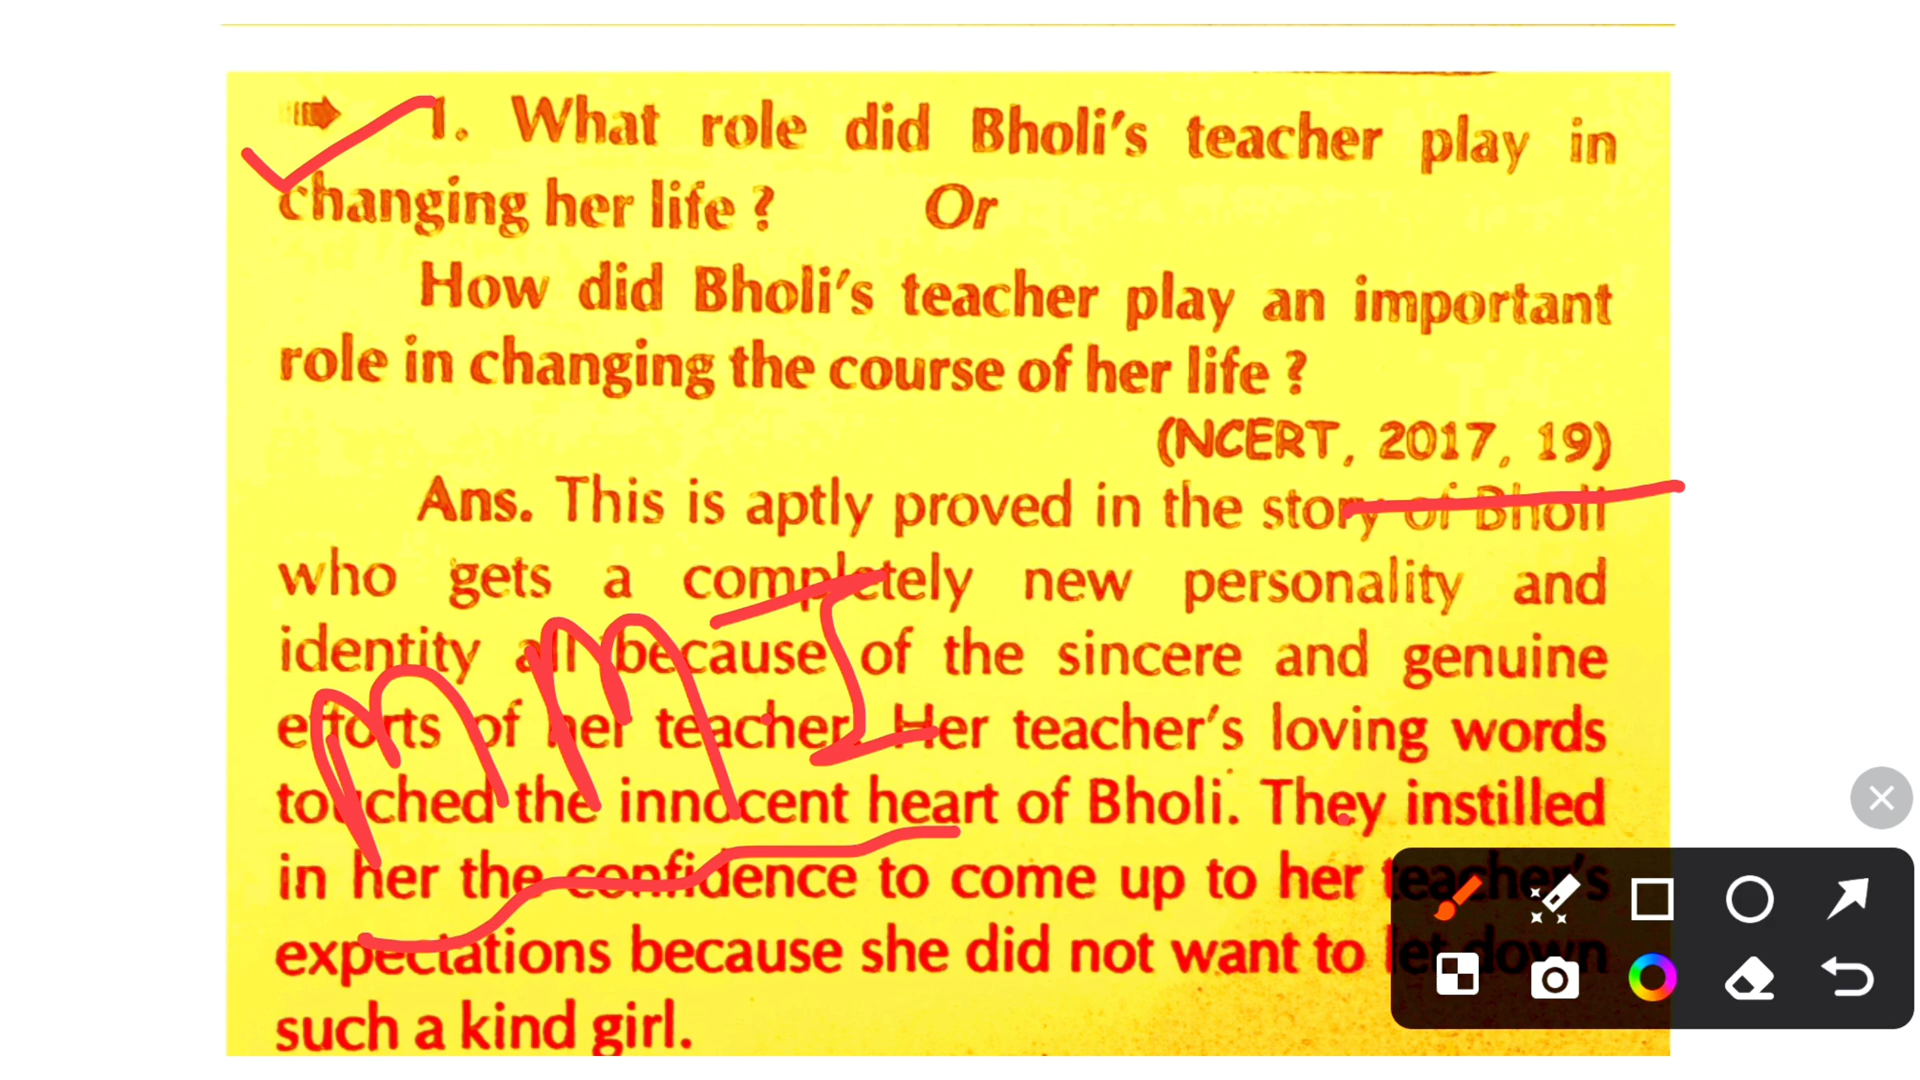 1. What role did Bholi's teacher play in
changing her life ? Or
How did Bholi's teacher play an important
role in changing the course of her life ?
(NCERT, 2017, 19)
Ans. This is aptly proved in the story of Bholi
who gets a completely new personality and
identity all because of the sincere and genuine
efforts of her teacher. Her teacher's loving words
touched the innocent heart of Bholi. They instilled
in her the confidence to come up to her teacher's
expectations because she did not want to let down
such a kind girl.
MMI